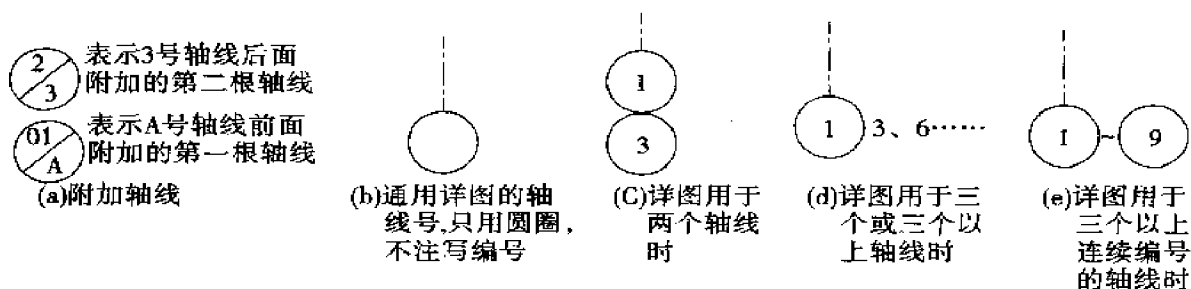 2/3 表示3号轴线后面
附加的第二根轴线
01/A 表示A号轴线前面
附加的第一根轴线
(a)附加轴线
(b)通用详图的轴
线号,只用圆圈,
不注写编号
1
3
(C)详图用于
两个轴线
时
1 3、6……
(d)详图用于三
个或三个以
上轴线时
1~9
(e)详图用于
三个以上
连续编号
的轴线时